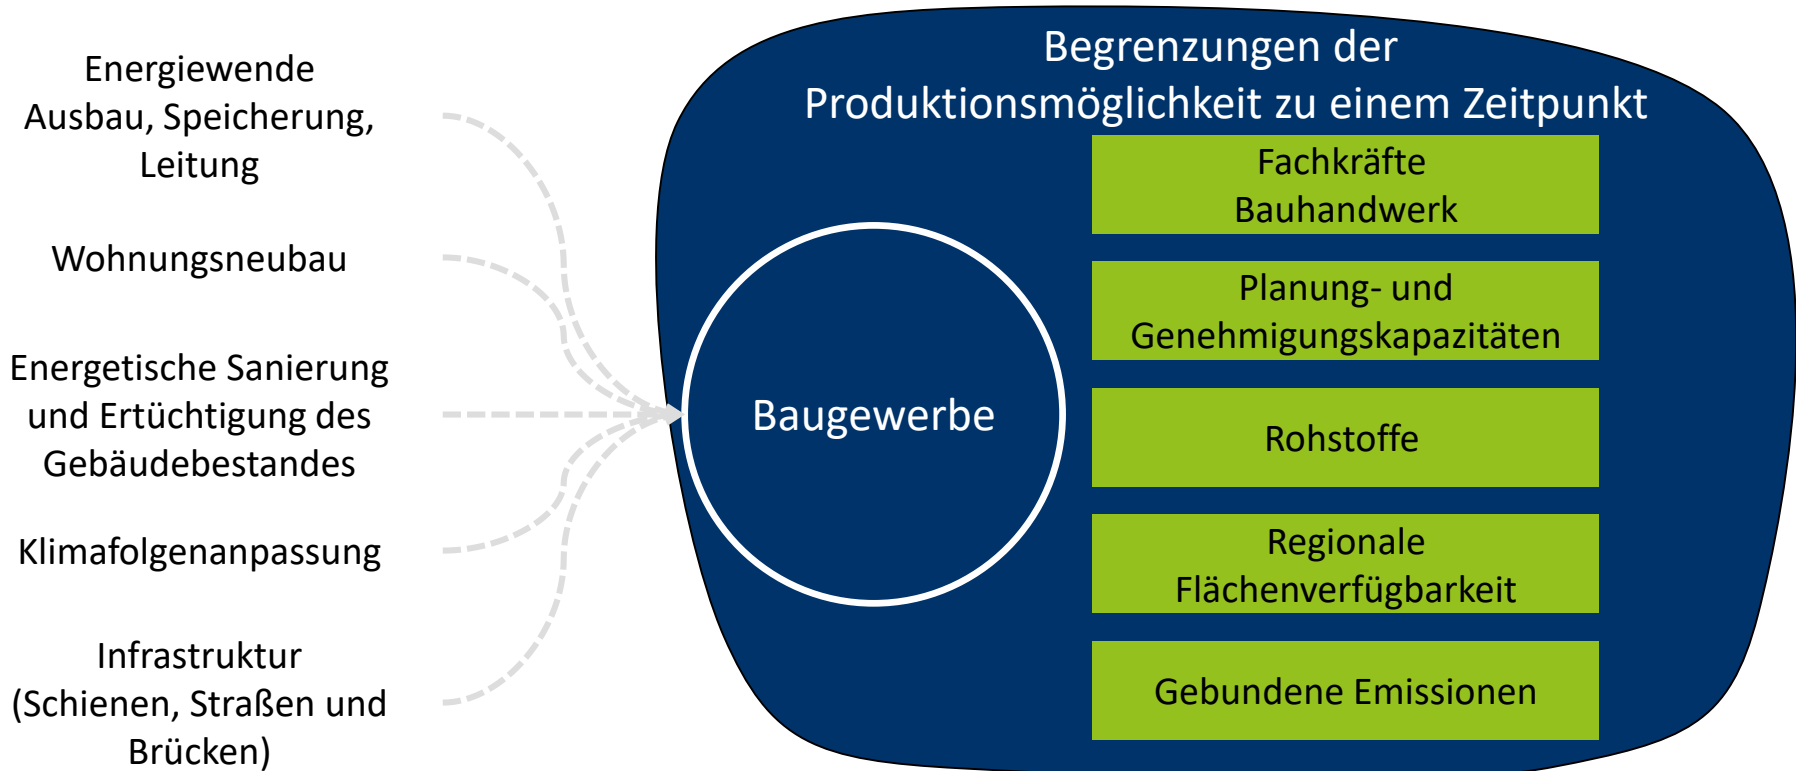 Energiewende
Ausbau, Speicherung,
Leitung
Wohnungsneubau
Energetische Sanierung
und Ertüchtigung des
Gebäudebestandes
Klimafolgenanpassung
Infrastruktur
(Schienen, Straßen und
Brücken)
Baugewerbe
Begrenzungen der
Produktionsmöglichkeit zu einem Zeitpunkt
Fachkräfte
Bauhandwerk
Planung- und
Genehmigungskapazitäten
Rohstoffe
Regionale
Flächenverfügbarkeit
Gebundene Emissionen